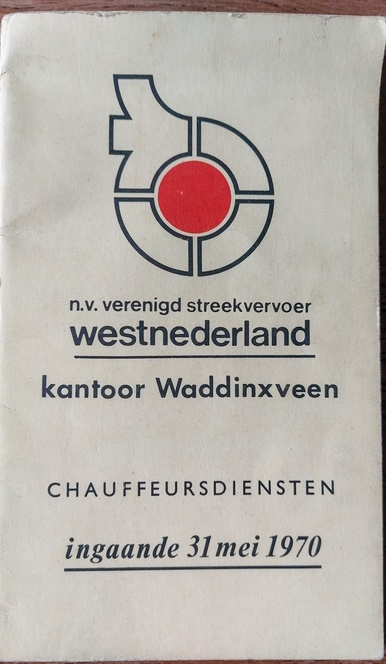 n.v. verenigd streekvervoer
westnederland
kantoor Waddinxveen
CHAUFFEURSDIENSTEN
ingaande 31 mei 1970